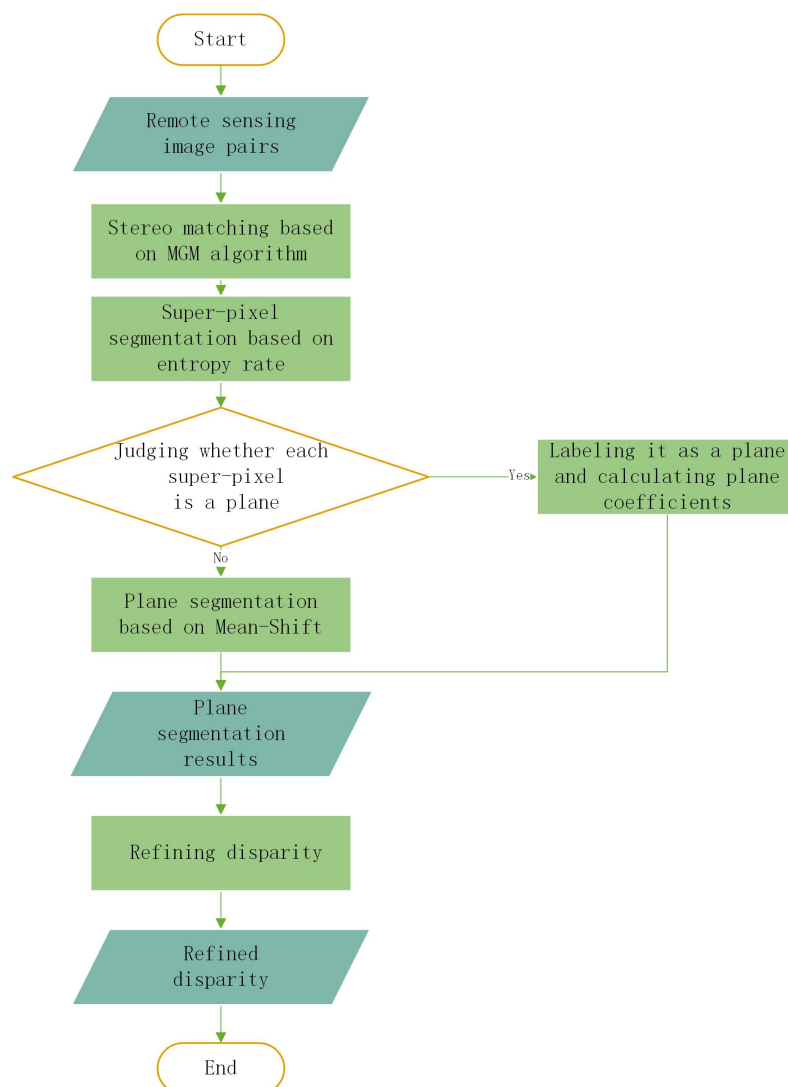 Start
Remote sensing
image pairs
Stereo matching based
on MGM algorithm
Super-pixel
segmentation based on
entropy rate
Judging whether each
super-pixel
is a plane
Yes
Labeling it as a plane
and calculating plane
coefficients
No
Plane segmentation
based on Mean-Shift
Plane
segmentation
results
Refining disparity
Refined
disparity
End